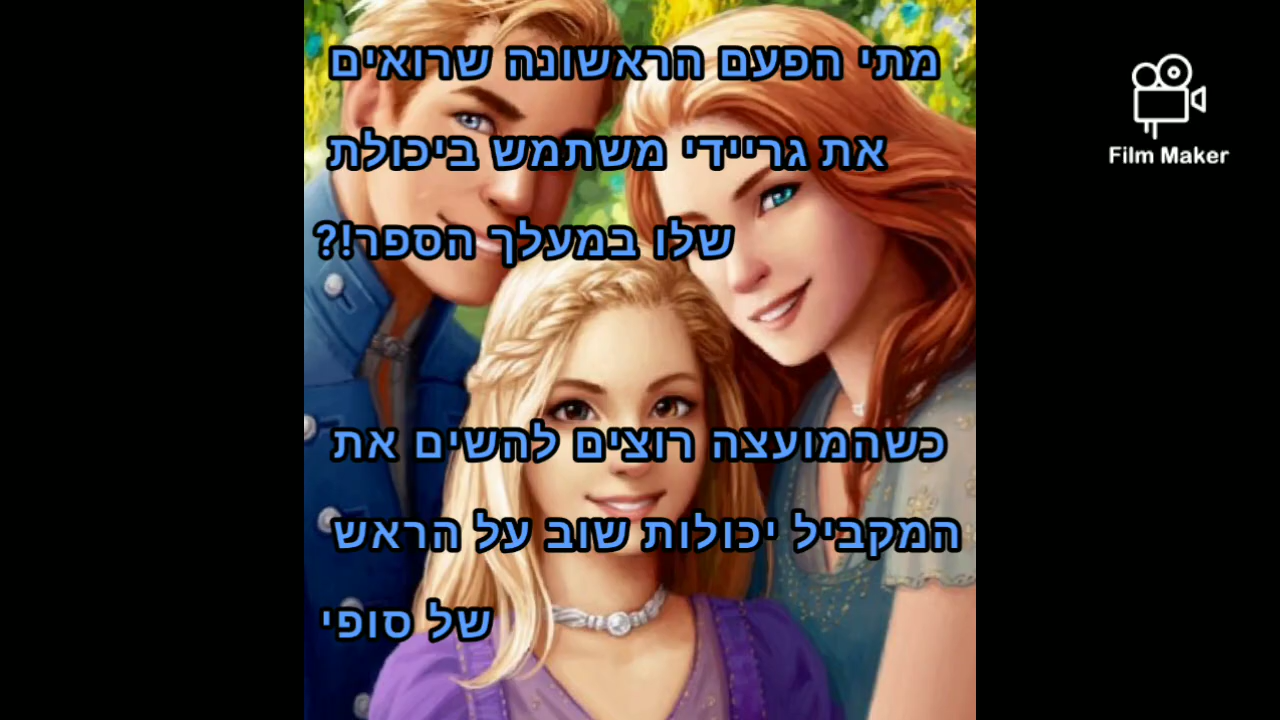 מתי הפעם הראשונה שרואים
את גריידי משתמש ביכולת
שלו במעלך הספר!?
כשהמועצה רוצים להשים את
המקביל יכולות שוב על הראש
של סופי
Film Maker